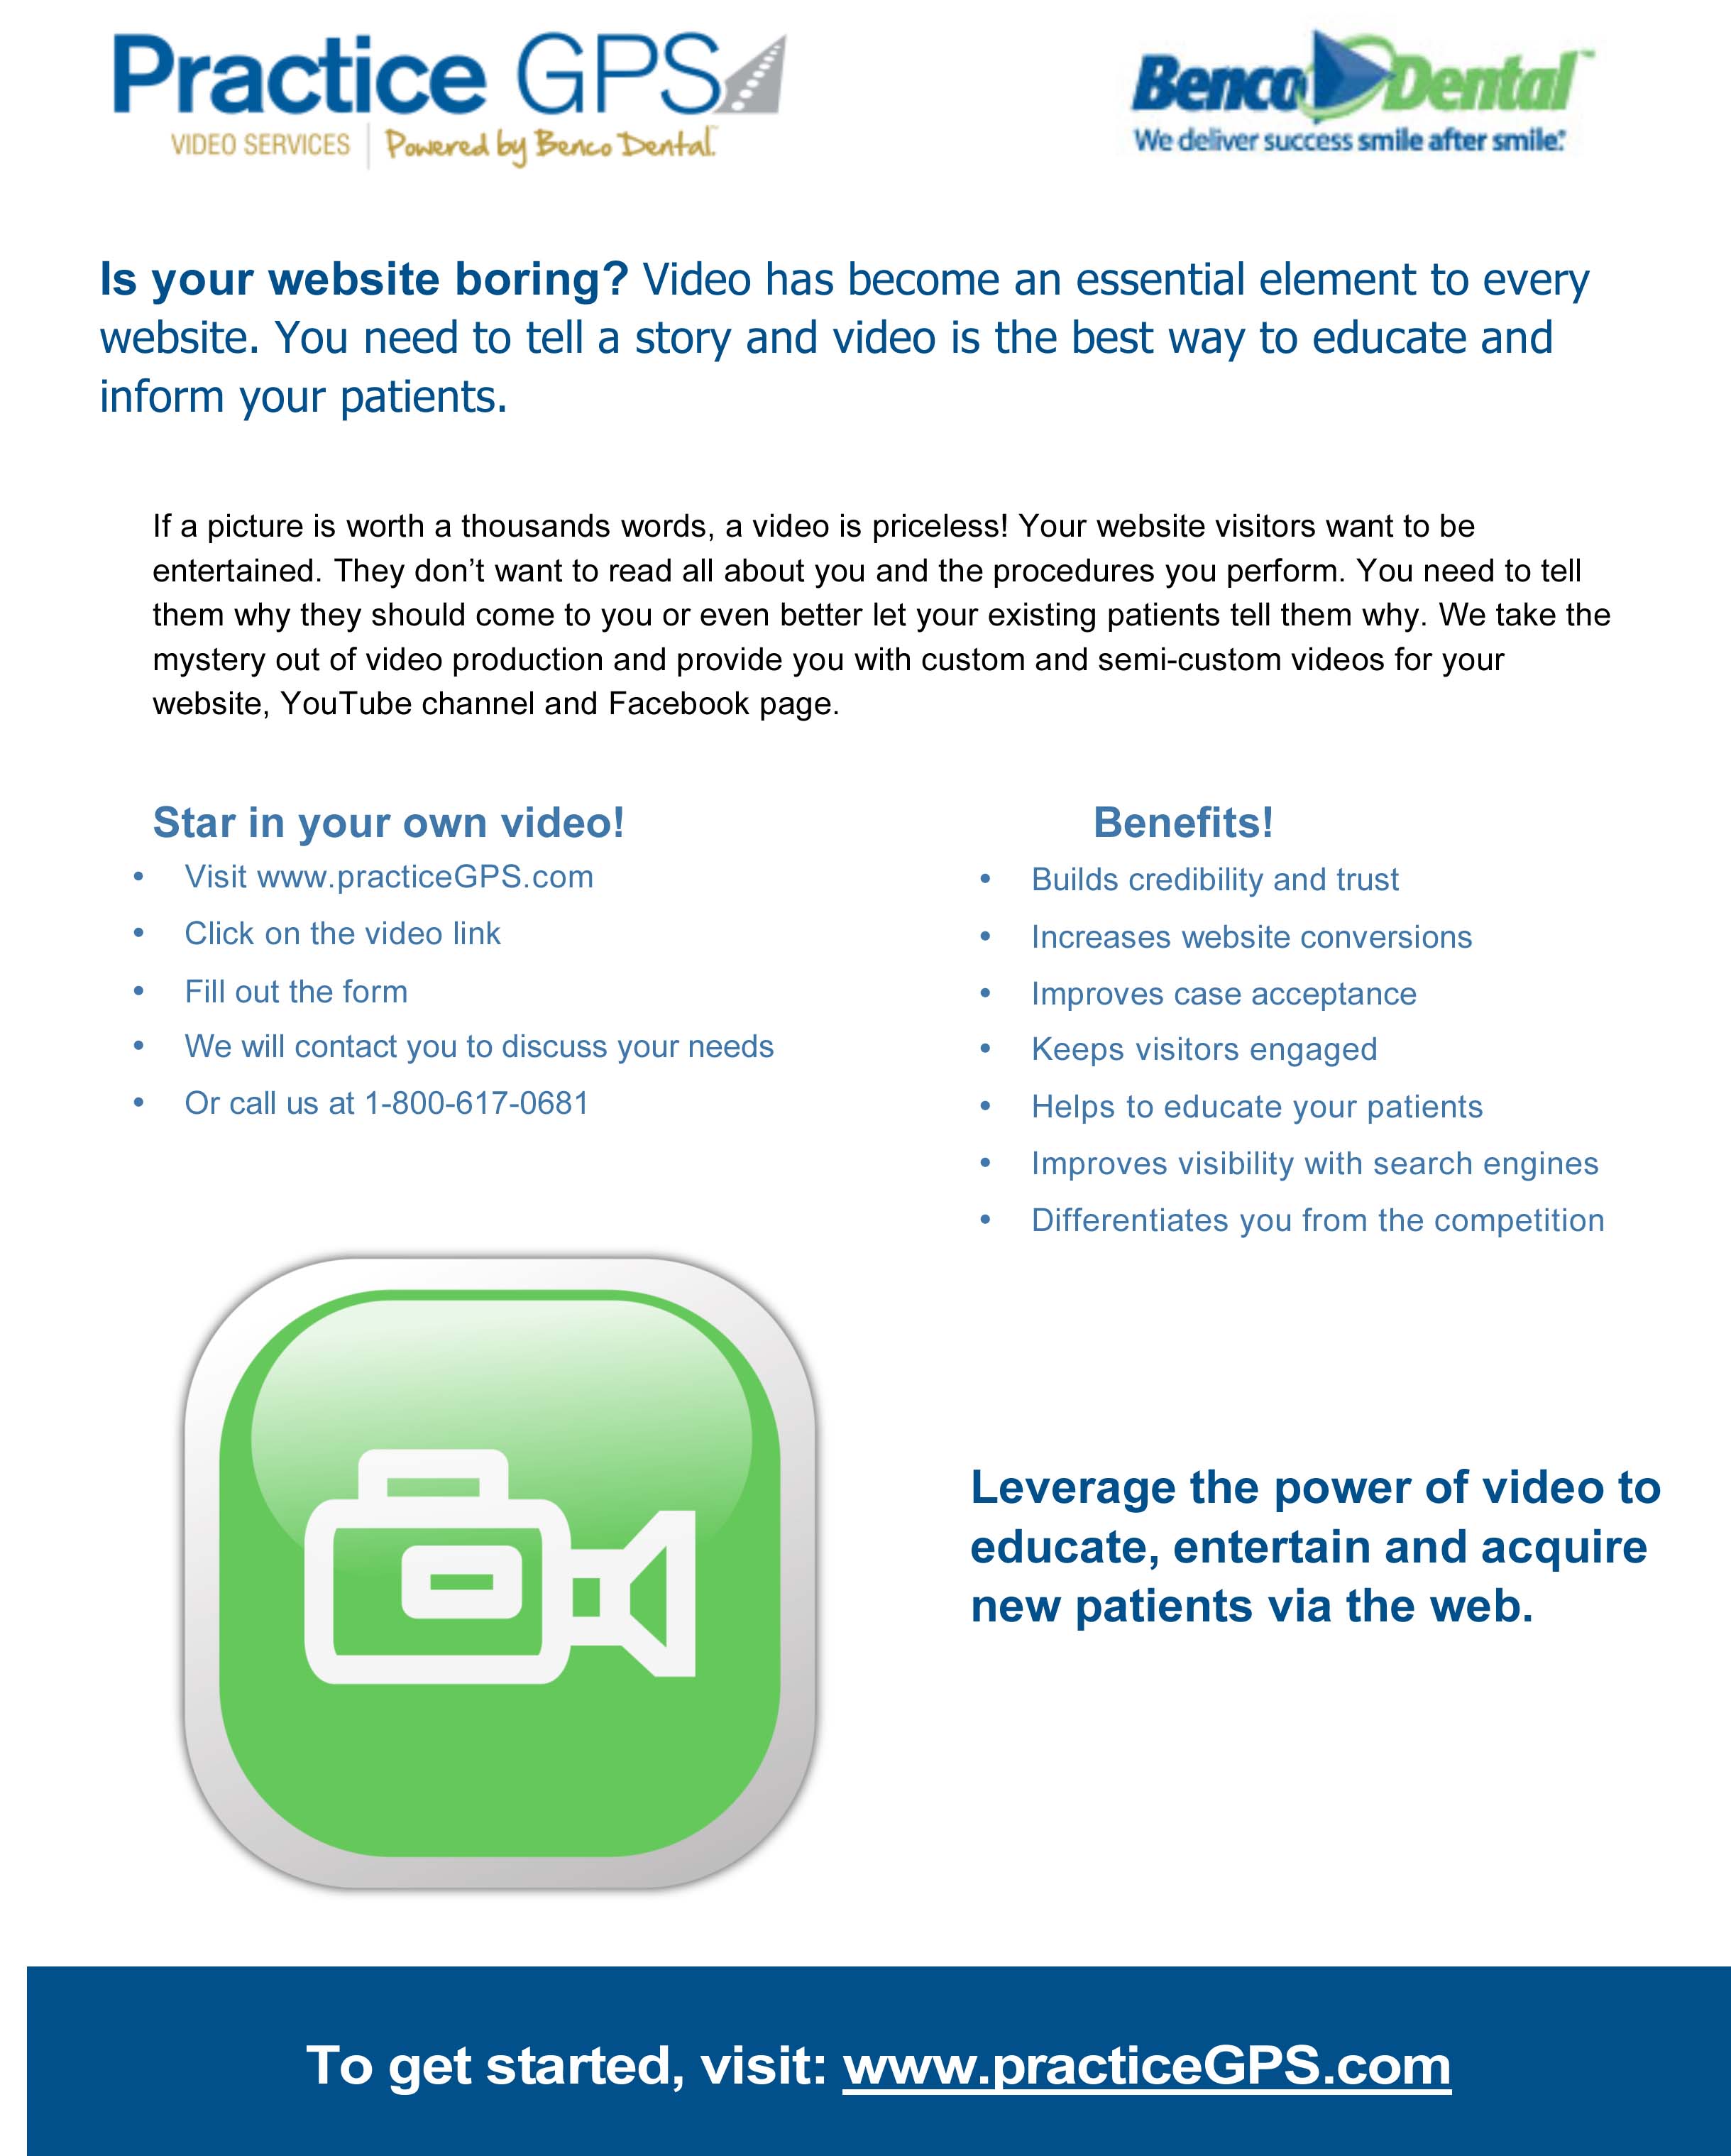 Practice GPS
VIDEO SERVICES Powered by Benco Dental™
Benco Dental™
We deliver success smile after smile.®
Is your website boring? Video has become an essential element to every
website. You need to tell a story and video is the best way to educate and
inform your patients.
If a picture is worth a thousands words, a video is priceless! Your website visitors want to be
entertained. They don’t want to read all about you and the procedures you perform. You need to tell
them why they should come to you or even better let your existing patients tell them why. We take the
mystery out of video production and provide you with custom and semi-custom videos for your
website, YouTube channel and Facebook page.
Star in your own video!
• Visit www.practiceGPS.com
• Click on the video link
• Fill out the form
• We will contact you to discuss your needs
• Or call us at 1-800-617-0681
Benefits!
• Builds credibility and trust
• Increases website conversions
• Improves case acceptance
• Keeps visitors engaged
• Helps to educate your patients
• Improves visibility with search engines
• Differentiates you from the competition
Leverage the power of video to
educate, entertain and acquire
new patients via the web.
To get started, visit: www.practiceGPS.com